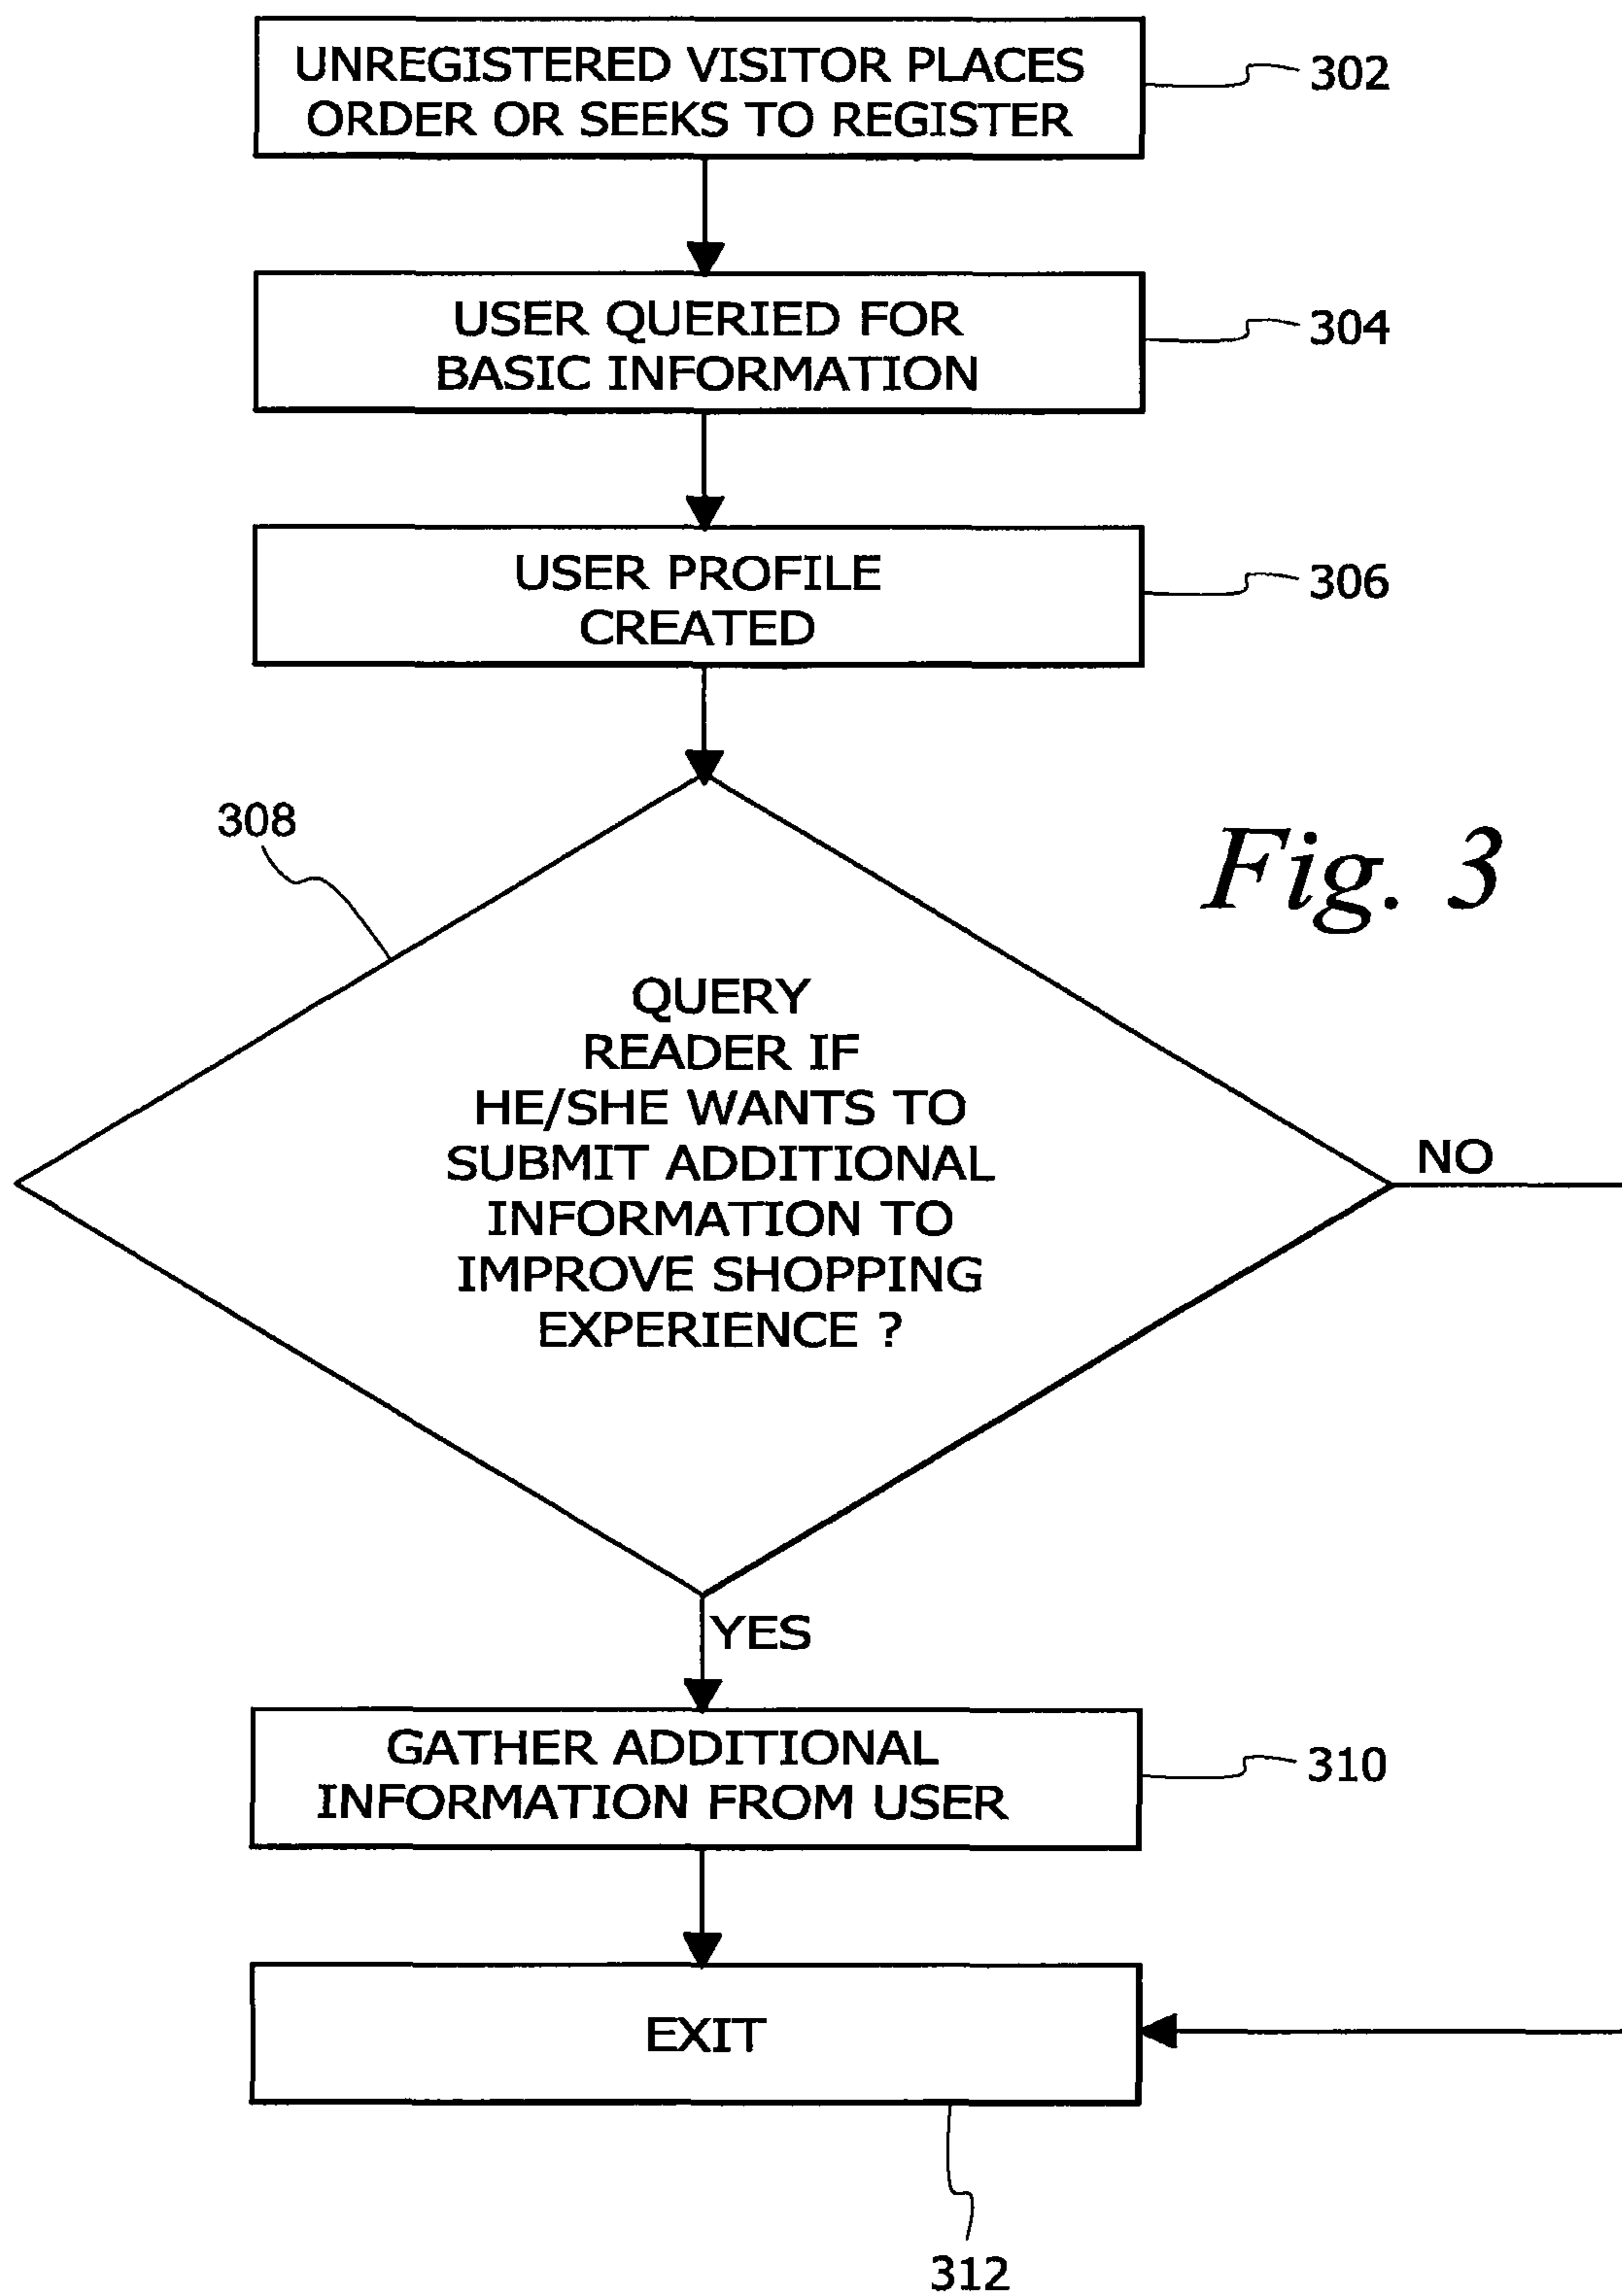 UNREGISTERED VISITOR PLACES
ORDER OR SEEKS TO REGISTER
302
USER QUERIED FOR
BASIC INFORMATION
304
USER PROFILE
CREATED
306
308
Fig. 3
QUERY
READER IF
HE/SHE WANTS TO
SUBMIT ADDITIONAL
INFORMATION TO
IMPROVE SHOPPING
EXPERIENCE ?
NO
YES
GATHER ADDITIONAL
INFORMATION FROM USER
310
EXIT
312